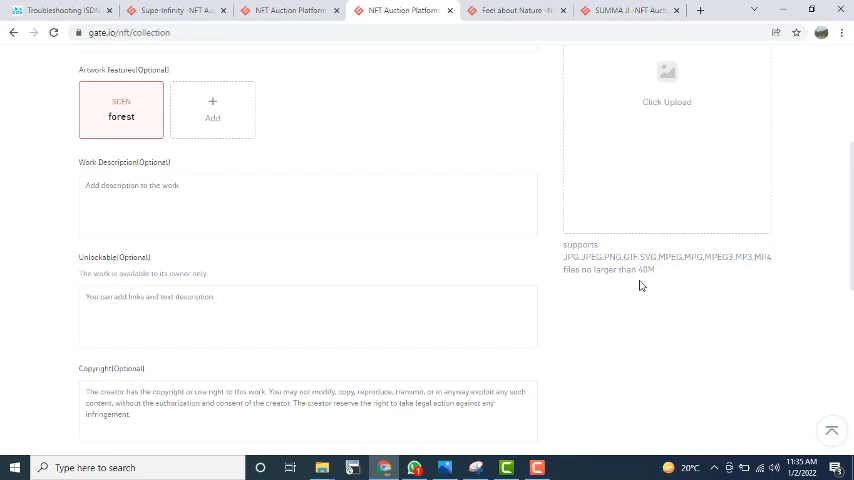 Troubleshooting ISDN
Supe-Infinity -NFT Au
NFT Auction Platform
NFT Auction Platform
Feel about Nature -NFT
SUMMA JI -NFT Auct
gate.io/nft/collection
Artwork features(Optional)
SCEN
forest
Add
Click Upload
Work Description(Optional)
Add description to the work
supports
JPG.JPEG,PNG,GIF,SVG,MPEG,MPG,MPEG3,MP3,MP4
files no larger than 40M
Unlockable(Optional)
The work is available to its owner only
You can add links and text description.
Copyright(Optional)
The creator has the copyright or use right to this work. You may not modify, copy, reproduce, transmit, or in anyway exploit any such
content, without the authorization and consent of the creator. The creator reserve the right to take legal action against any
infringement.
Type here to search
20°C
11:35 AM
1/2/2022
3